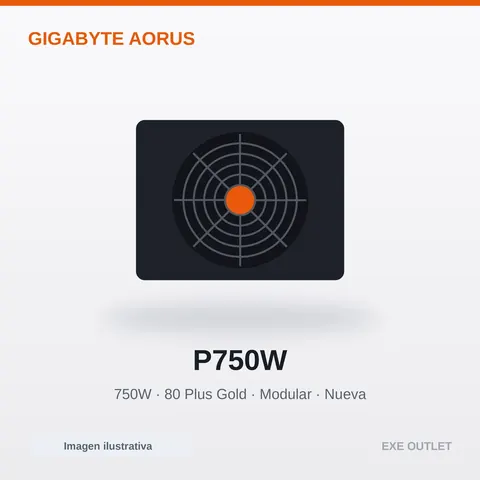 GIGABYTE AORUS
P750W
750W · 80 Plus Gold · Modular · Nueva
Imagen ilustrativa
EXE OUTLET